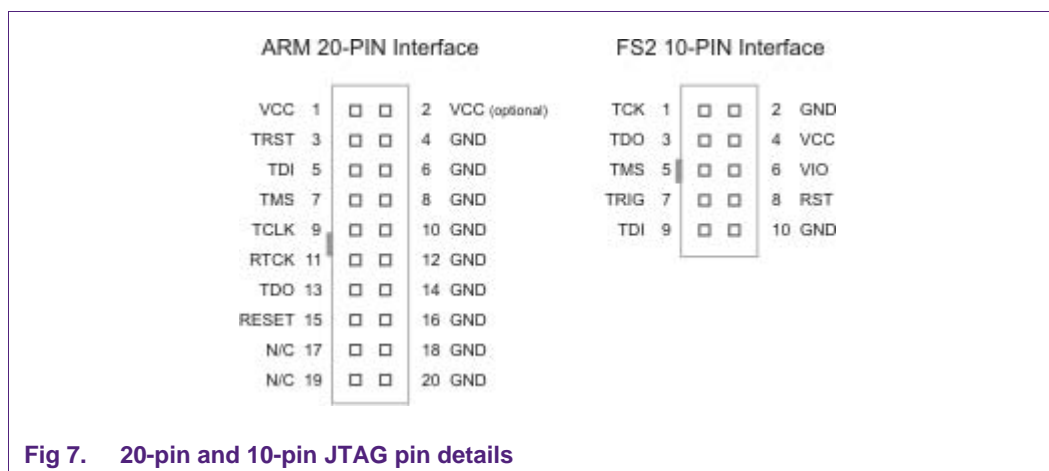 ARM 20-PIN Interface
VCC 1 2 VCC (optional)
TRST 3 4 GND
TDI 5 6 GND
TMS 7 8 GND
TCLK 9 10 GND
RTCK 11 12 GND
TDO 13 14 GND
RESET 15 16 GND
N/C 17 18 GND
N/C 19 20 GND
FS2 10-PIN Interface
TCK 1 2 GND
TDO 3 4 VCC
TMS 5 6 VIO
TRIG 7 8 RST
TDI 9 10 GND
Fig 7. 20-pin and 10-pin JTAG pin details